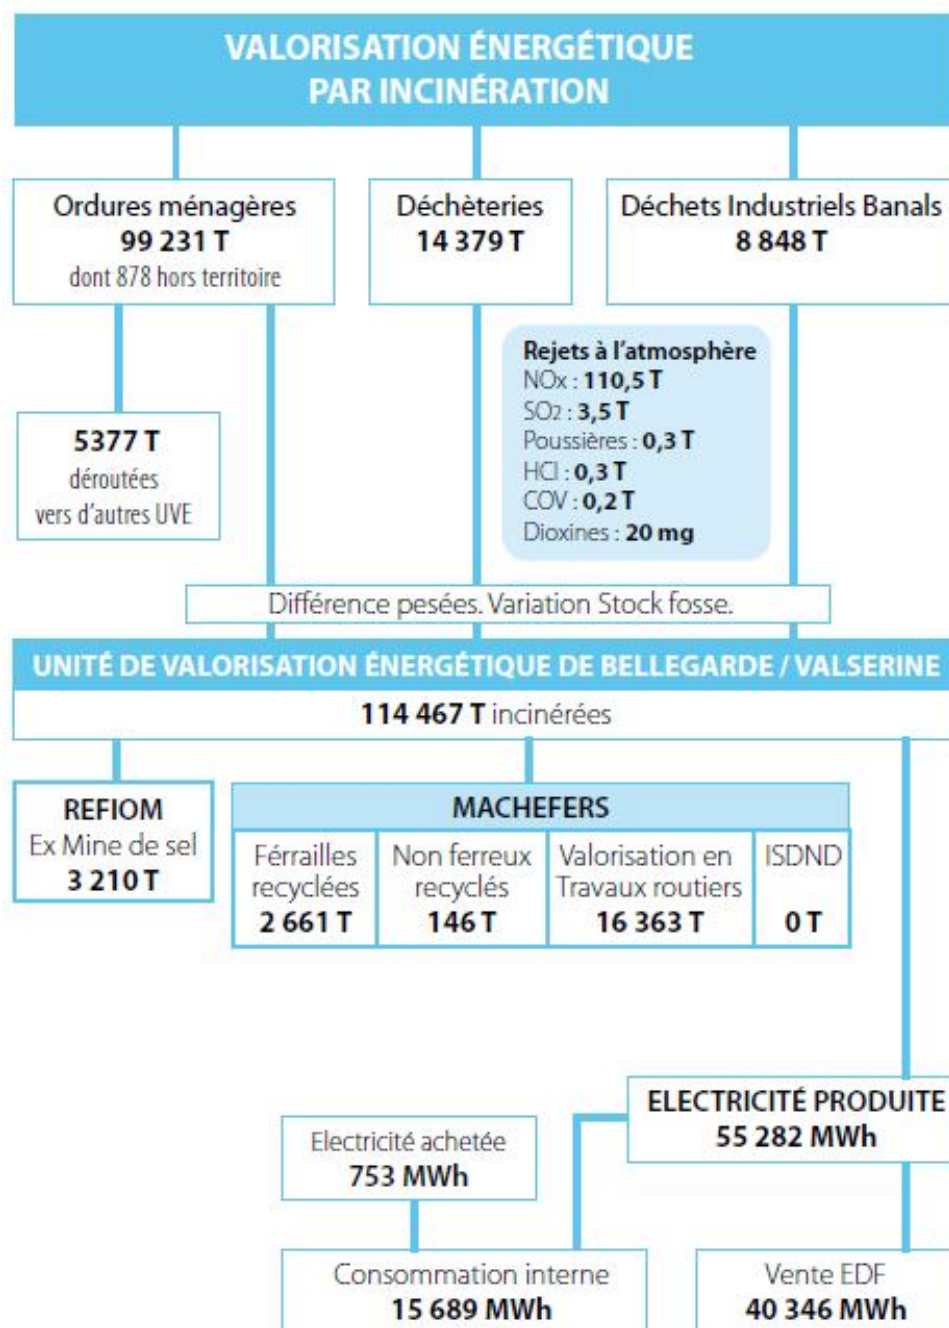 VALORISATION ÉNERGÉTIQUE
PAR INCINÉRATION
Ordures ménagères
99 231 T
dont 878 hors territoire
Déchèteries
14 379 T
Déchets Industriels Banals
8 848 T
Rejets à l'atmosphère
NOx : 110,5 T
SO2 : 3,5 T
Poussières : 0,3 T
HCl : 0,3 T
COV : 0,2 T
Dioxines : 20 mg
5377 T
déroutées
vers d'autres UVE
Différence pesées. Variation Stock fosse.
UNITÉ DE VALORISATION ÉNERGÉTIQUE DE BELLEGARDE / VALSERINE
114 467 T incinérées
REFIOM
Ex Mine de sel
3 210 T
MACHEFERS
Férrailles
recyclées
2 661 T
Non ferreux
recyclés
146 T
Valorisation en
Travaux routiers
16 363 T
ISDND
0 T
ELECTRICITÉ PRODUITE
55 282 MWh
Electricité achetée
753 MWh
Consommation interne
15 689 MWh
Vente EDF
40 346 MWh